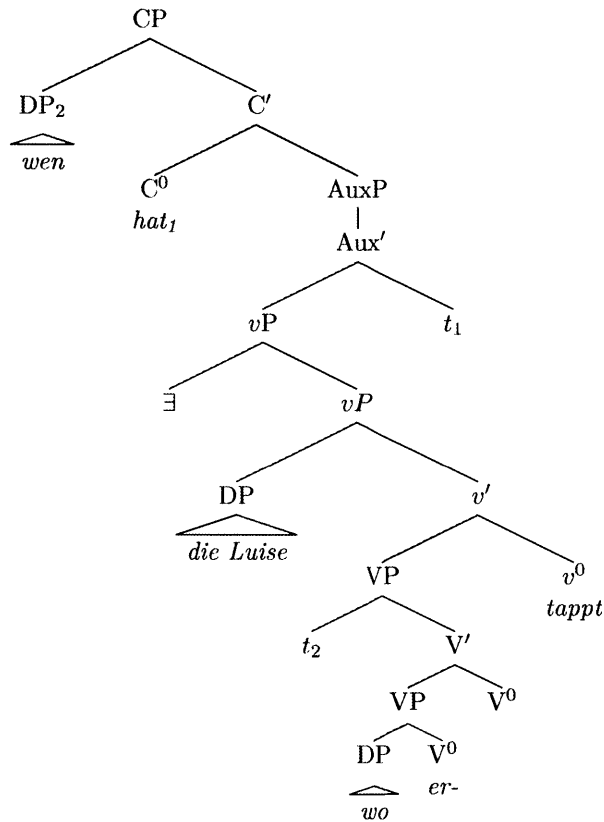 CP
DP₂ C′
wen
C⁰ AuxP
hat₁
Aux′
vP t₁
∃ vP
DP v′
die Luise
VP v⁰
tappt
t₂ V′
VP V⁰
DP V⁰
wo er-